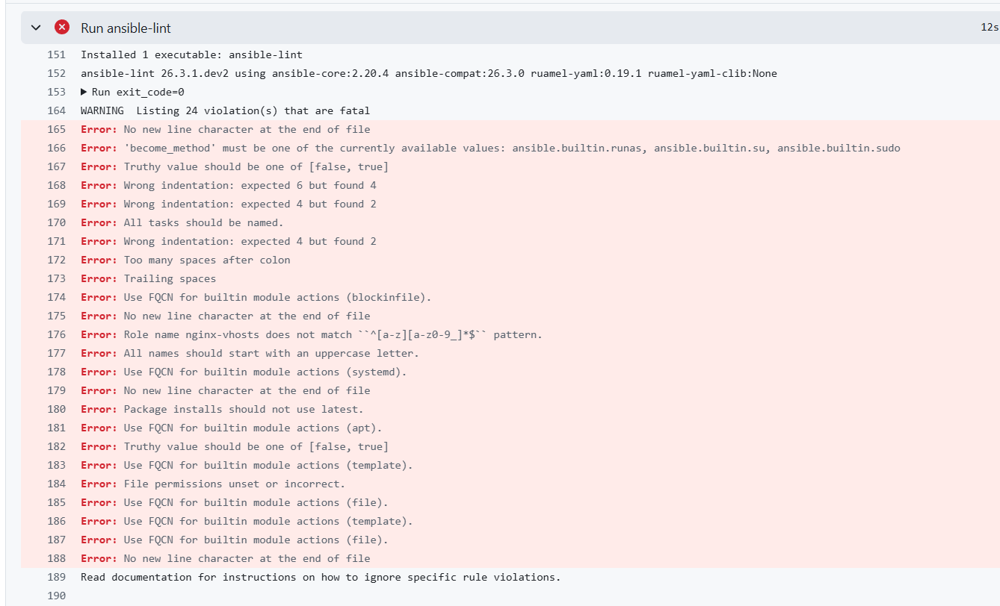 Run ansible-lint 12s
151 Installed 1 executable: ansible-lint
152 ansible-lint 26.3.1.dev2 using ansible-core:2.20.4 ansible-compat:26.3.0 ruamel-yaml:0.19.1 ruamel-yaml-clib:None
153 Run exit_code=0
164 WARNING  Listing 24 violation(s) that are fatal
165 Error: No new line character at the end of file
166 Error: 'become_method' must be one of the currently available values: ansible.builtin.runas, ansible.builtin.su, ansible.builtin.sudo
167 Error: Truthy value should be one of [false, true]
168 Error: Wrong indentation: expected 6 but found 4
169 Error: Wrong indentation: expected 4 but found 2
170 Error: All tasks should be named.
171 Error: Wrong indentation: expected 4 but found 2
172 Error: Too many spaces after colon
173 Error: Trailing spaces
174 Error: Use FQCN for builtin module actions (blockinfile).
175 Error: No new line character at the end of file
176 Error: Role name nginx-vhosts does not match ``^[a-z][a-z0-9_]*$`` pattern.
177 Error: All names should start with an uppercase letter.
178 Error: Use FQCN for builtin module actions (systemd).
179 Error: No new line character at the end of file
180 Error: Package installs should not use latest.
181 Error: Use FQCN for builtin module actions (apt).
182 Error: Truthy value should be one of [false, true]
183 Error: Use FQCN for builtin module actions (template).
184 Error: File permissions unset or incorrect.
185 Error: Use FQCN for builtin module actions (file).
186 Error: Use FQCN for builtin module actions (template).
187 Error: Use FQCN for builtin module actions (file).
188 Error: No new line character at the end of file
189 Read documentation for instructions on how to ignore specific rule violations.
190